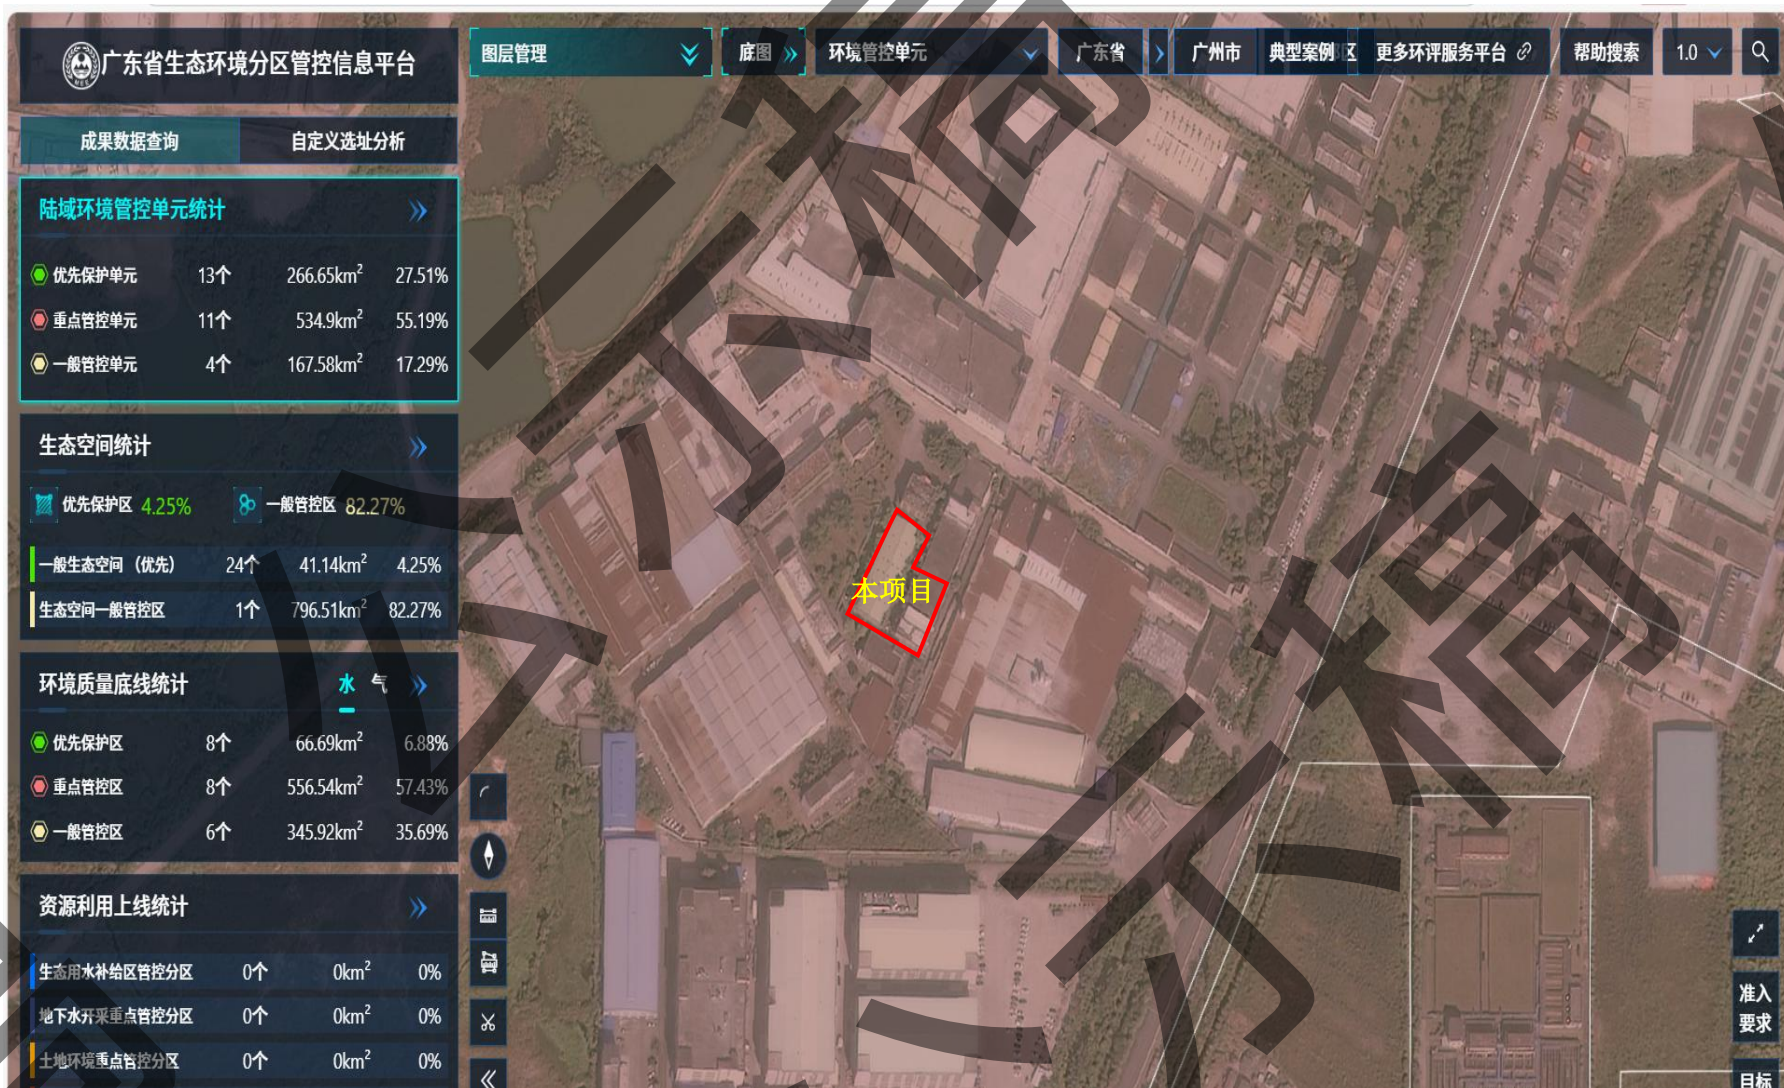 广东省生态环境分区管控信息平台
图层管理
底图
环境管控单元
广东省
广州市
典型案例
区
更多环评服务平台
帮助搜索
1.0
成果数据查询
自定义选址分析
陆域环境管控单元统计
优先保护单元 13个 266.65km² 27.51%
重点管控单元 11个 534.9km² 55.19%
一般管控单元 4个 167.58km² 17.29%
生态空间统计
优先保护区 4.25% 一般管控区 82.27%
一般生态空间（优先） 24个 41.14km² 4.25%
生态空间一般管控区 1个 796.51km² 82.27%
环境质量底线统计 水 气
优先保护区 8个 66.69km² 6.88%
重点管控区 8个 556.54km² 57.43%
一般管控区 6个 345.92km² 35.69%
资源利用上线统计
生态用水补给区管控分区 0个 0km² 0%
地下水开采重点管控分区 0个 0km² 0%
土地环境重点管控分区 0个 0km² 0%
本项目
准入
要求
目标
公示稿
公示稿